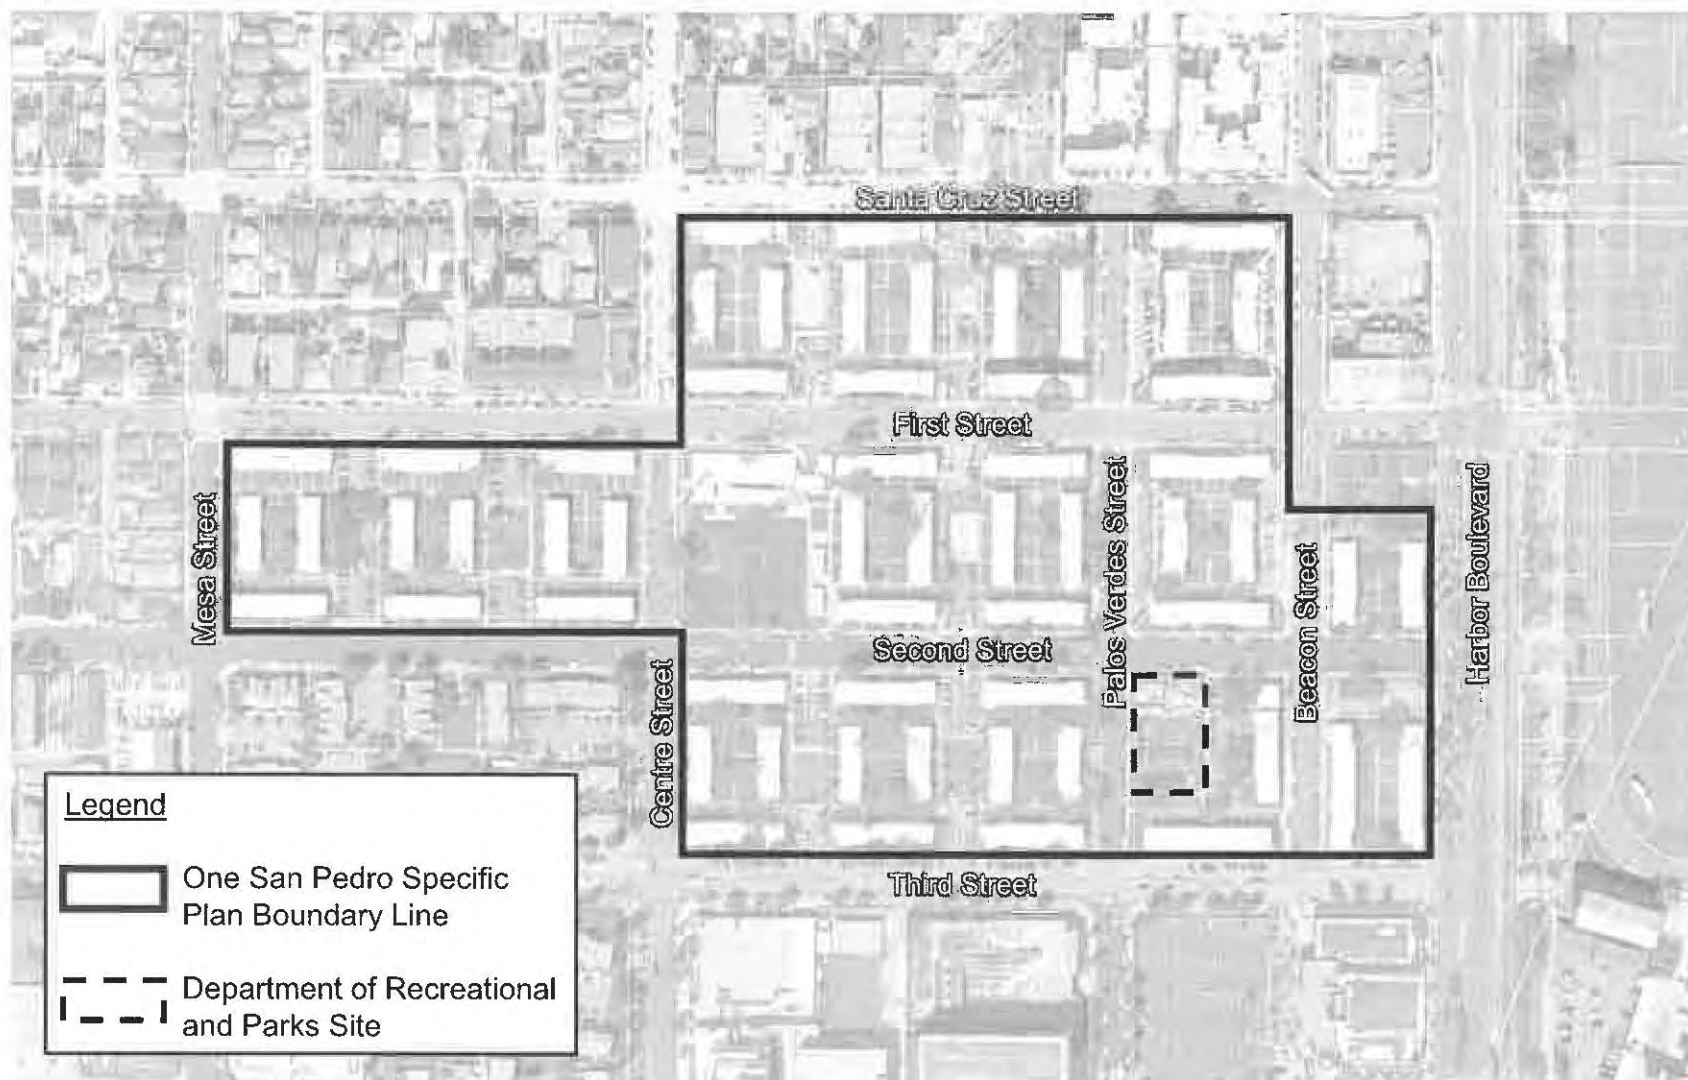 Santa Cruz Street
First Street
Mesa Street
Palos Verdes Street
Harbor Boulevard
Beacon Street
Second Street
Centre Street
Third Street
Legend
One San Pedro Specific
Plan Boundary Line
Department of Recreational
and Parks Site